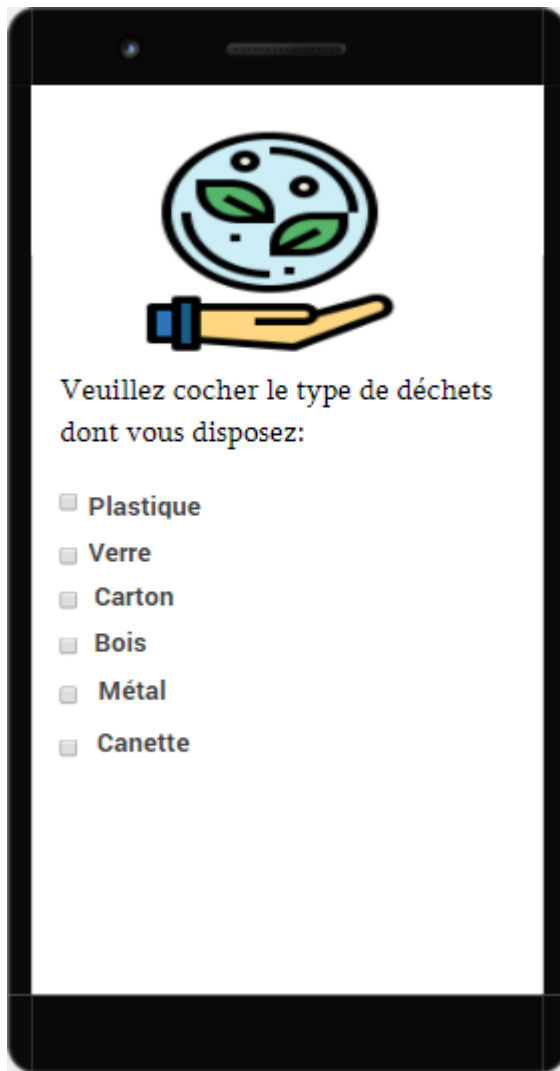 Veuillez cocher le type de déchets
dont vous disposez:
Plastique
Verre
Carton
Bois
Métal
Canette